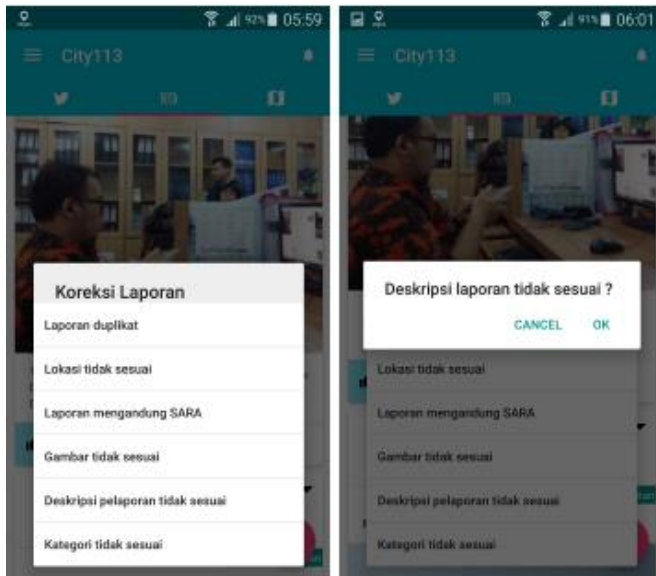 92% 05:59
City113
Koreksi Laporan
Laporan duplikat
Lokasi tidak sesuai
Laporan mengandung SARA
Gambar tidak sesuai
Deskripsi pelaporan tidak sesuai
Kategori tidak sesuai
91% 06:01
City113
Deskripsi laporan tidak sesuai ?
CANCEL OK
Lokasi tidak sesuai
Laporan mengandung SARA
Gambar tidak sesuai
Deskripsi pelaporan tidak sesuai
Kategori tidak sesuai